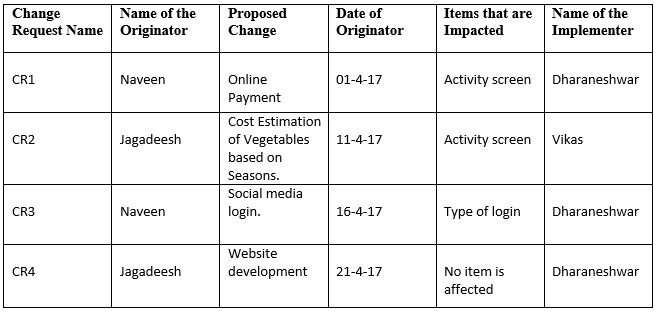 Change Request Name | Name of the Originator | Proposed Change | Date of Originator | Items that are Impacted | Name of the Implementer
CR1 | Naveen | Online Payment | 01-4-17 | Activity screen | Dharaneshwar
CR2 | Jagadeesh | Cost Estimation of Vegetables based on Seasons. | 11-4-17 | Activity screen | Vikas
CR3 | Naveen | Social media login. | 16-4-17 | Type of login | Dharaneshwar
CR4 | Jagadeesh | Website development | 21-4-17 | No item is affected | Dharaneshwar